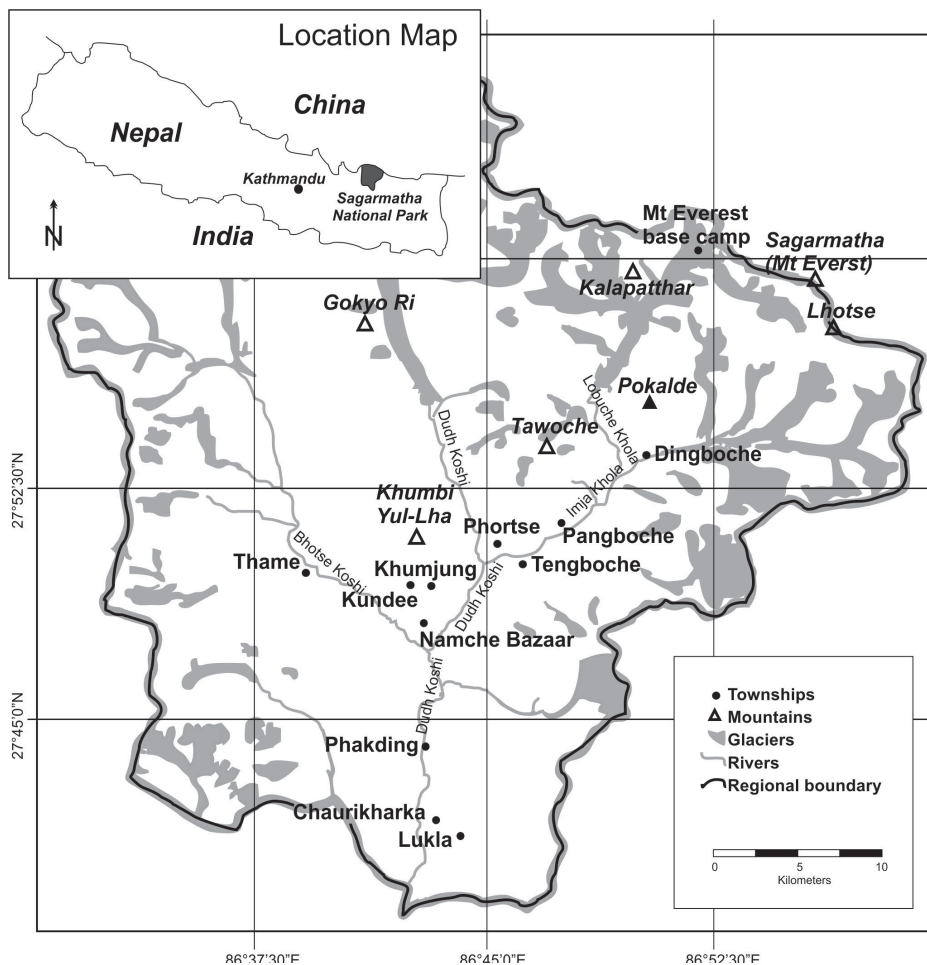 Location Map
China
Nepal
Kathmandu
Sagarmatha
National Park
India
N
Mt Everest
base camp
Sagarmatha
(Mt Everst)
Kalapatthar
Gokyo Ri
Lhotse
Pokalde
Lobuche Khola
Dudh Koshi
Tawoche
Dingboche
27°52'30"N
Khumbi
Yul-Lha
Imja Khola
Phortse
Pangboche
Bhotse Koshi
Thame
Khumjung
Tengboche
Kundee
Dudh Koshi
Namche Bazaar
Dudh Koshi
27°45'0"N
Phakding
Chaurikharka
Lukla
Townships
Mountains
Glaciers
Rivers
Regional boundary
0 5 10
Kilometers
86°37'30"E 86°45'0"E 86°52'30"E